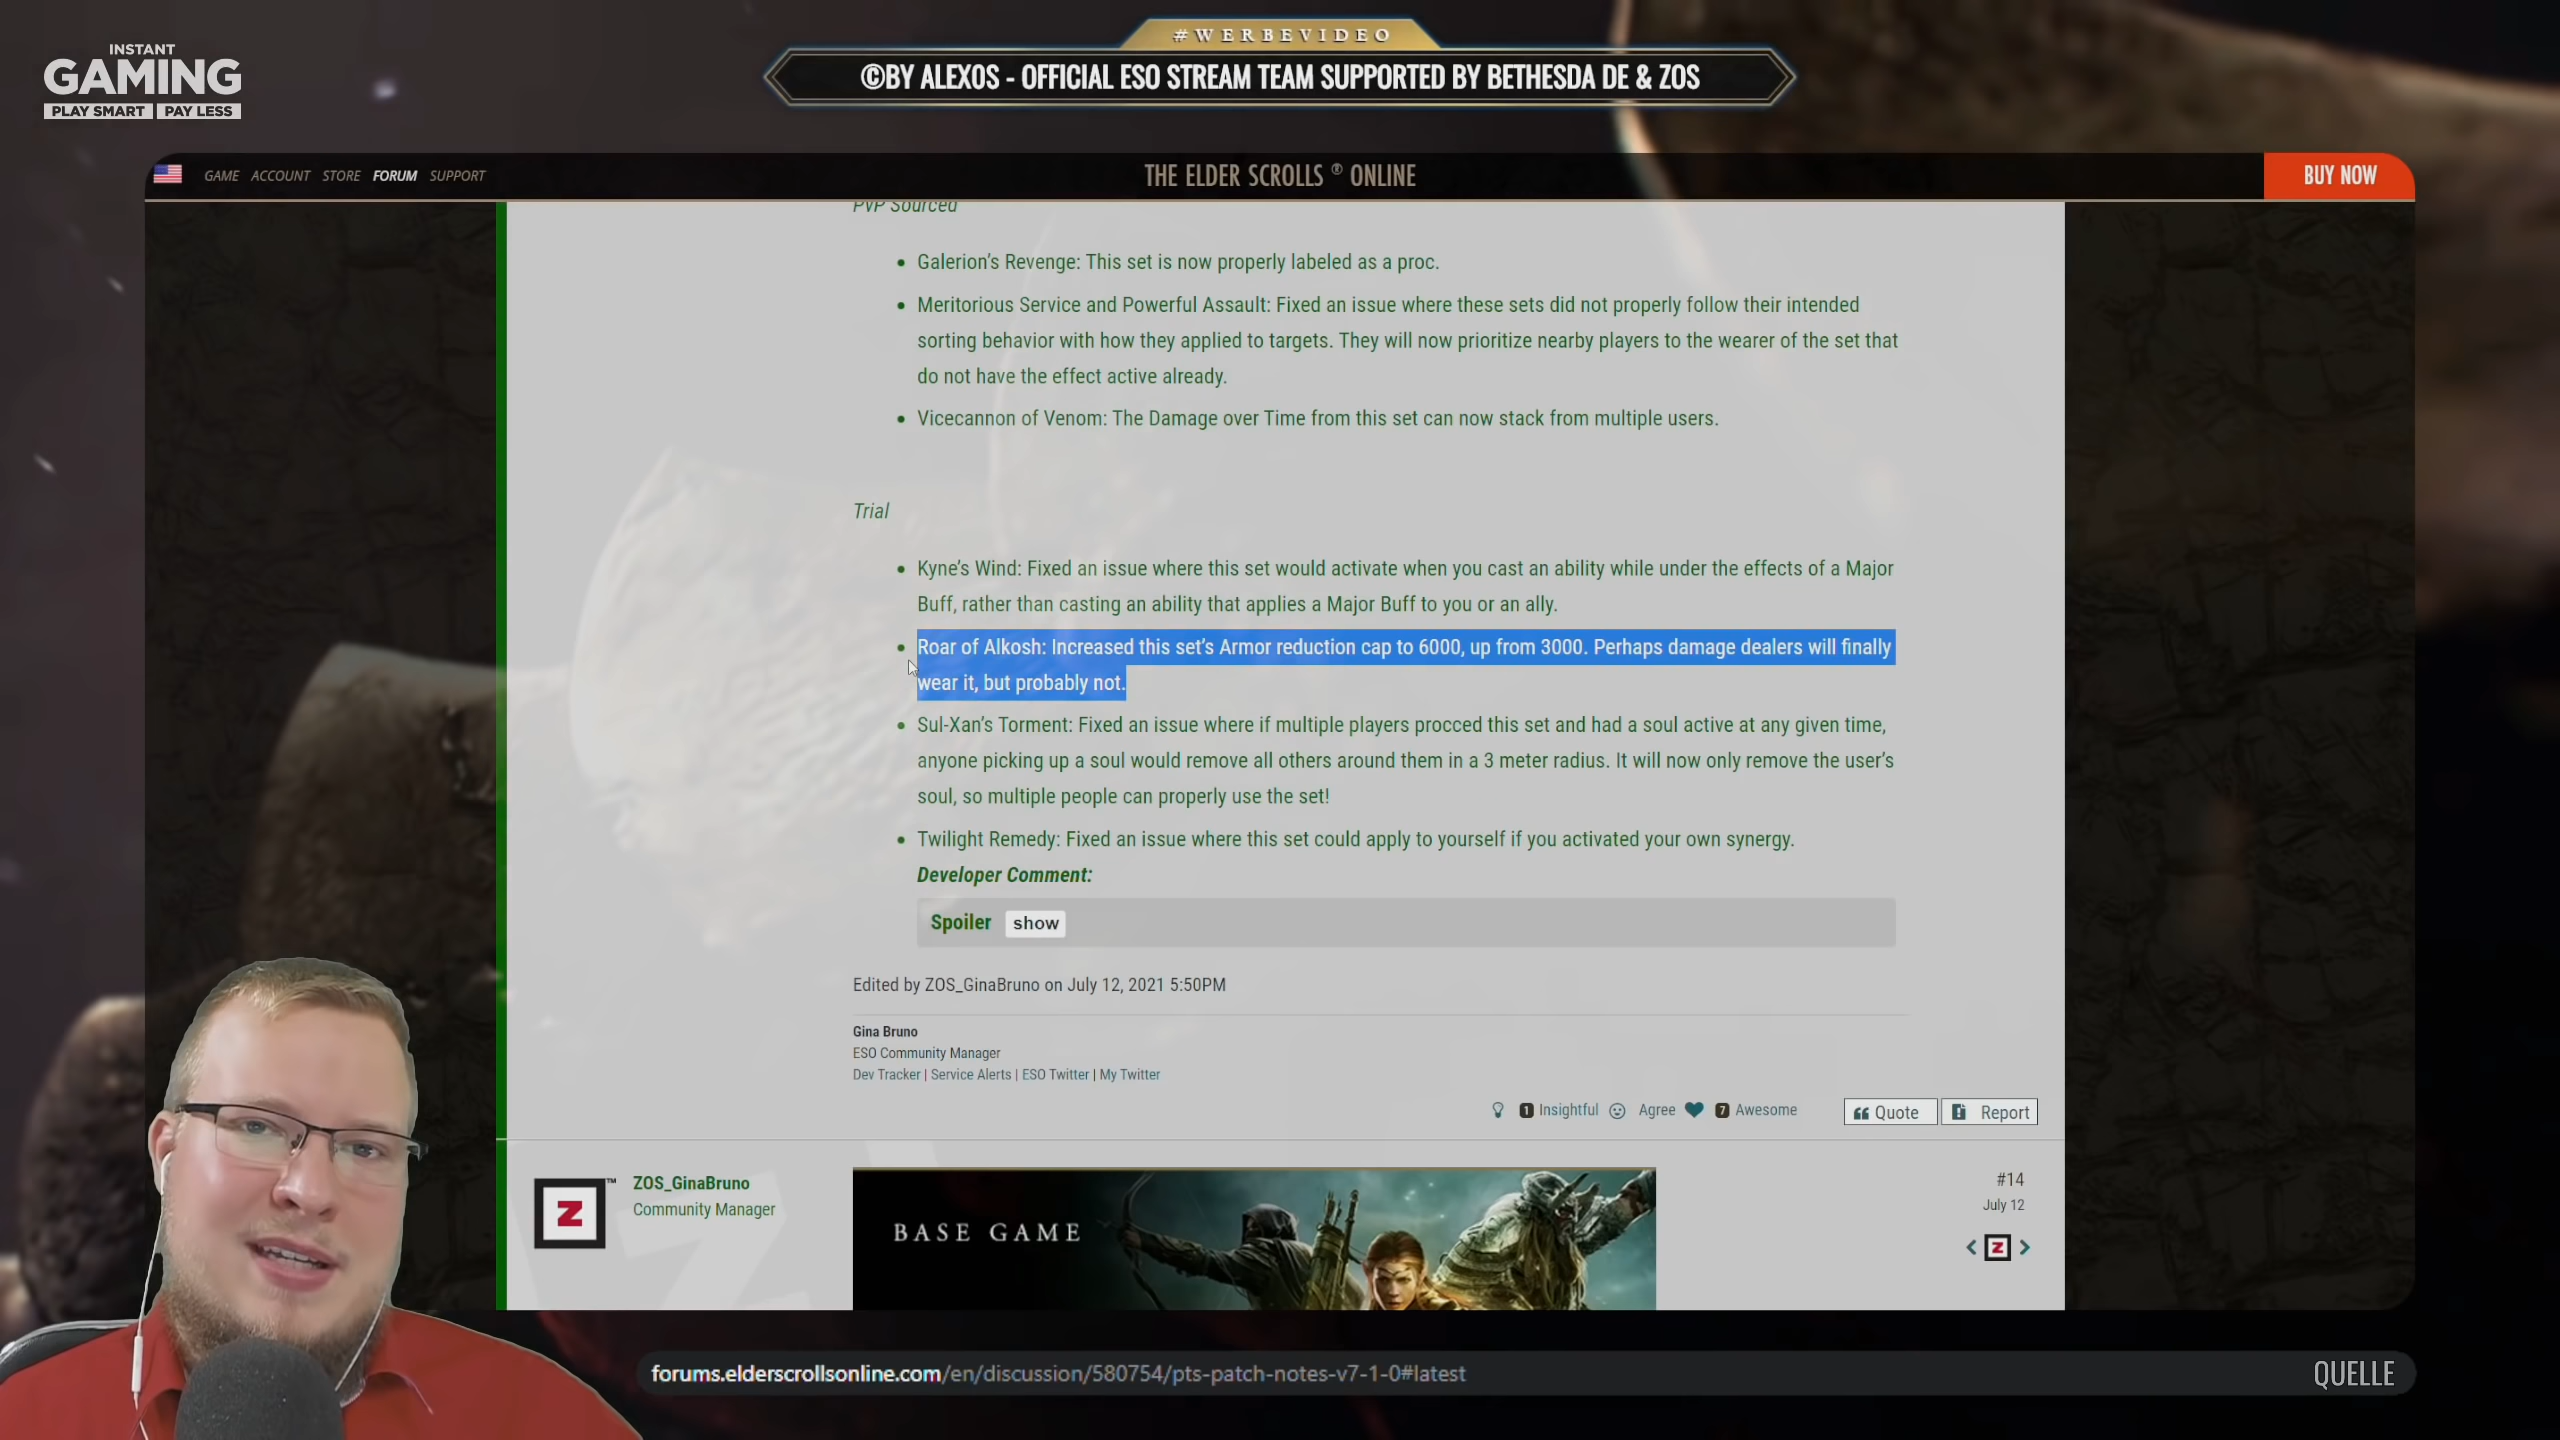 INSTANT
GAMING
PLAY SMART PAY LESS
#WERBEVIDEO
©BY ALEXOS - OFFICIAL ESO STREAM TEAM SUPPORTED BY BETHESDA DE & ZOS
GAME ACCOUNT STORE FORUM SUPPORT
THE ELDER SCROLLS ® ONLINE
BUY NOW
PvP Sourced
• Galerion's Revenge: This set is now properly labeled as a proc.
• Meritorious Service and Powerful Assault: Fixed an issue where these sets did not properly follow their intended
sorting behavior with how they applied to targets. They will now prioritize nearby players to the wearer of the set that
do not have the effect active already.
• Vicecannon of Venom: The Damage over Time from this set can now stack from multiple users.
Trial
• Kyne's Wind: Fixed an issue where this set would activate when you cast an ability while under the effects of a Major
Buff, rather than casting an ability that applies a Major Buff to you or an ally.
• Roar of Alkosh: Increased this set's Armor reduction cap to 6000, up from 3000. Perhaps damage dealers will finally
wear it, but probably not.
• Sul-Xan's Torment: Fixed an issue where if multiple players procced this set and had a soul active at any given time,
anyone picking up a soul would remove all others around them in a 3 meter radius. It will now only remove the user's
soul, so multiple people can properly use the set!
• Twilight Remedy: Fixed an issue where this set could apply to yourself if you activated your own synergy.
Developer Comment:
Spoiler show
Edited by ZOS_GinaBruno on July 12, 2021 5:50PM
Gina Bruno
ESO Community Manager
Dev Tracker | Service Alerts | ESO Twitter | My Twitter
1 Insightful Agree 7 Awesome
Quote Report
Z™
ZOS_GinaBruno
Community Manager
BASE GAME
#14
July 12
< Z >
forums.elderscrollsonline.com/en/discussion/580754/pts-patch-notes-v7-1-0#latest
QUELLE